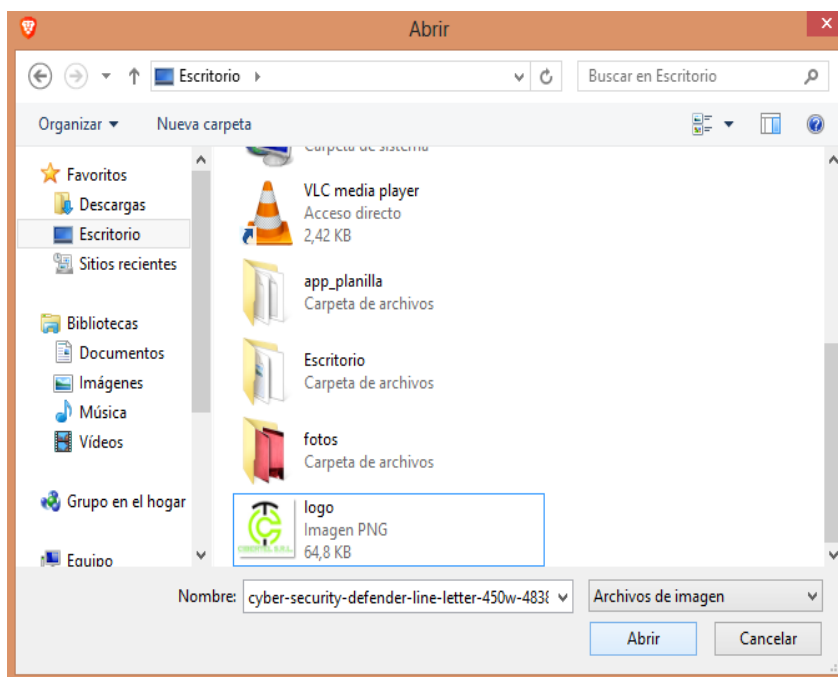 Abrir
Escritorio
Buscar en Escritorio
Organizar
Nueva carpeta
Favoritos
Descargas
Escritorio
Sitios recientes
Bibliotecas
Documentos
Imágenes
Música
Vídeos
Grupo en el hogar
Equipo
Carpeta de sistema
VLC media player
Acceso directo
2,42 KB
app_planilla
Carpeta de archivos
Escritorio
Carpeta de archivos
fotos
Carpeta de archivos
logo
Imagen PNG
64,8 KB
Nombre:
cyber-security-defender-line-letter-450w-483
Archivos de imagen
Abrir
Cancelar